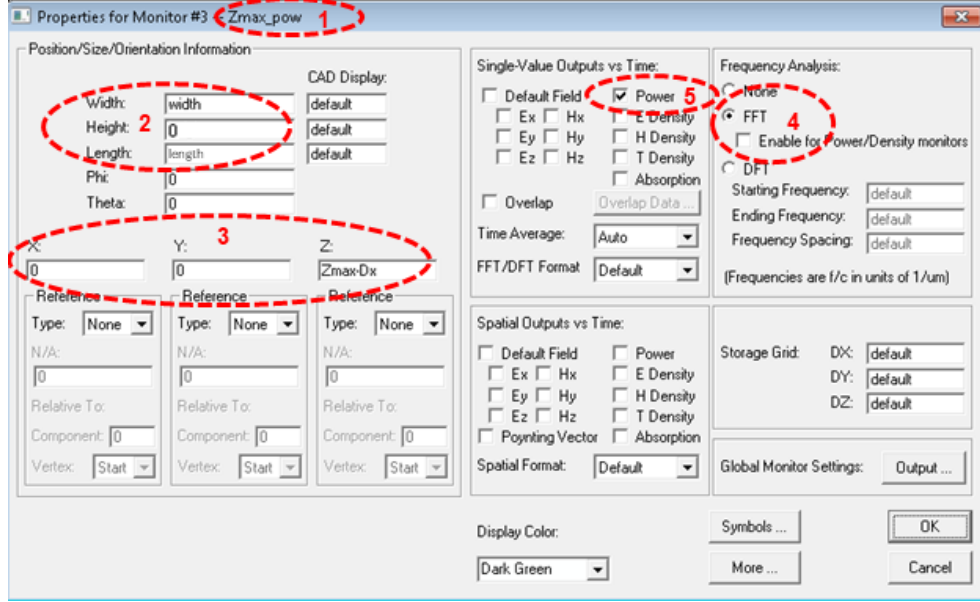 Properties for Monitor #3 - Zmax_pow 1
Position/Size/Orientation Information
CAD Display:
Width: width default
Height: 2 0 default
Length: length default
Phi: 0
Theta: 0
3
X: Y: Z:
0 0 Zmax-Dx
Reference Reference Reference
Type: None Type: None Type: None
N/A: N/A: N/A:
0 0 0
Relative To: Relative To: Relative To:
Component: 0 Component: 0 Component: 0
Vertex: Start Vertex: Start Vertex: Start
Single-Value Outputs vs Time:
Default Field Power 5
Ex Hx E Density
Ey Hy H Density
Ez Hz T Density
Absorption
Overlap Overlap Data ...
Time Average: Auto
FFT/DFT Format Default
Frequency Analysis:
None
FFT 4
Enable for Power/Density monitors
DFT
Starting Frequency: default
Ending Frequency: default
Frequency Spacing: default
(Frequencies are f/c in units of 1/um)
Spatial Outputs vs Time:
Default Field Power
Ex Hx E Density
Ey Hy H Density
Ez Hz T Density
Poynting Vector Absorption
Spatial Format: Default
Storage Grid: DX: default
DY: default
DZ: default
Global Monitor Settings: Output ...
Display Color:
Dark Green
Symbols ... OK
More ... Cancel